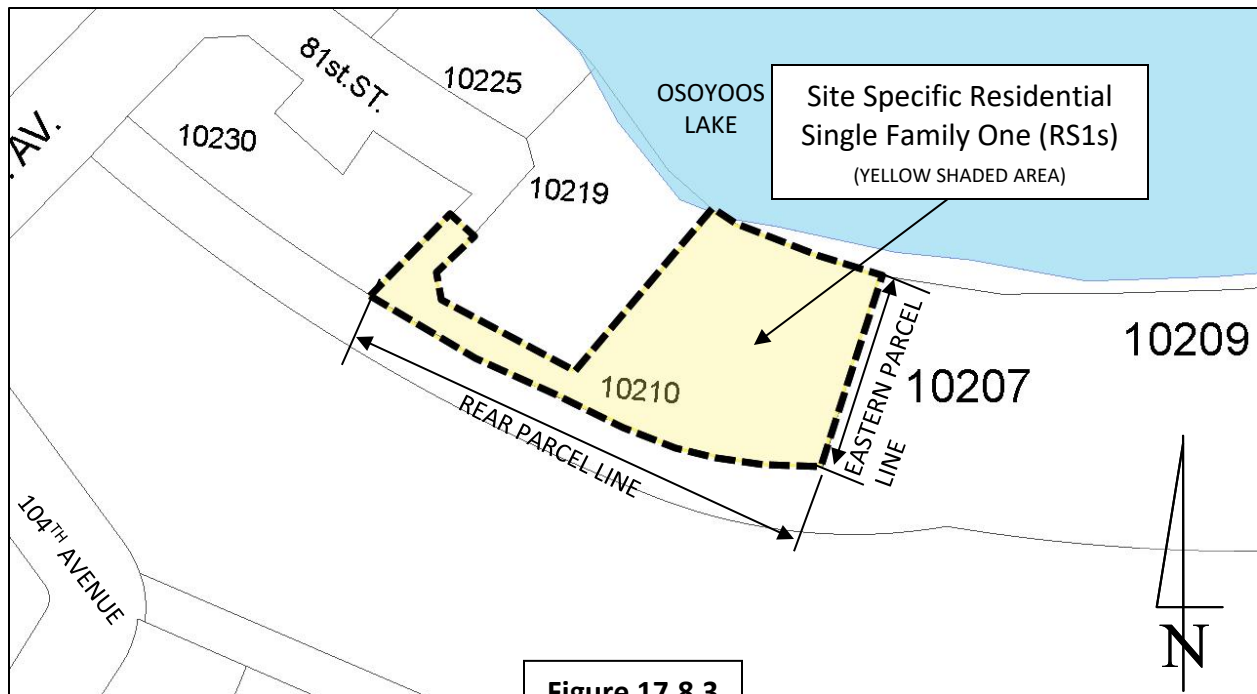 81st.ST.
10225
OSOYOOS
LAKE
Site Specific Residential
Single Family One (RS1s)
(YELLOW SHADED AREA)
AV.
10230
10219
10210
REAR PARCEL LINE
EASTERN PARCEL
LINE
10207
10209
104TH AVENUE
N
Figure 17.8.3